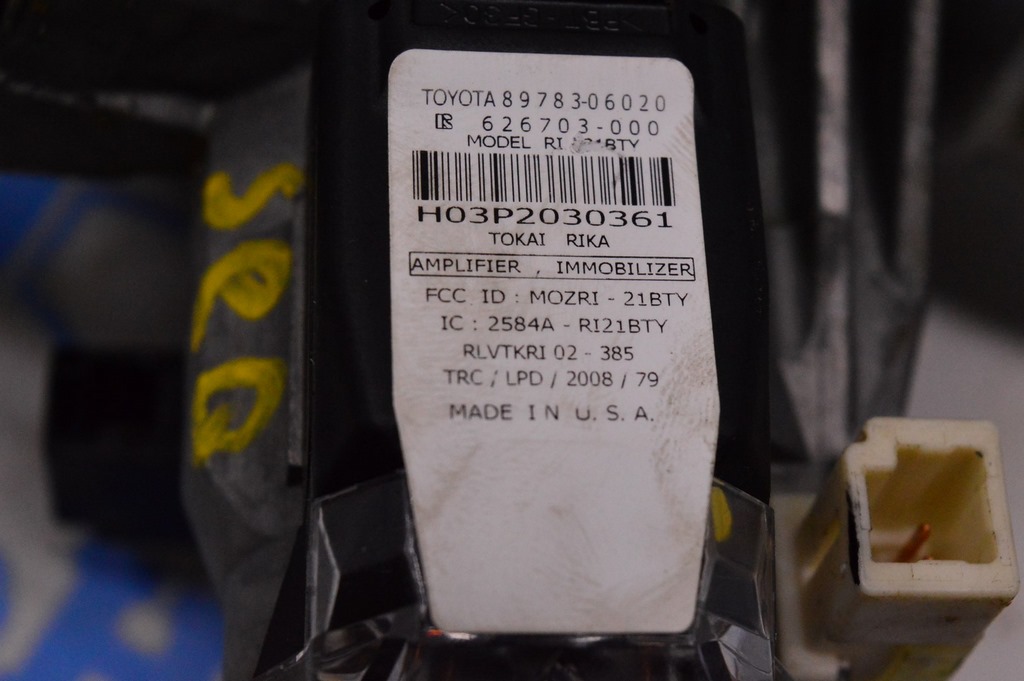 TOYOTA 89783-06020
626703-000
MODEL RI 21BTY
H03P2030361
TOKAI RIKA
AMPLIFIER , IMMOBILIZER
FCC ID : MOZRI - 21BTY
IC : 2584A - RI21BTY
RLVTKRI 02 - 385
TRC / LPD / 2008 / 79
MADE IN U. S. A.